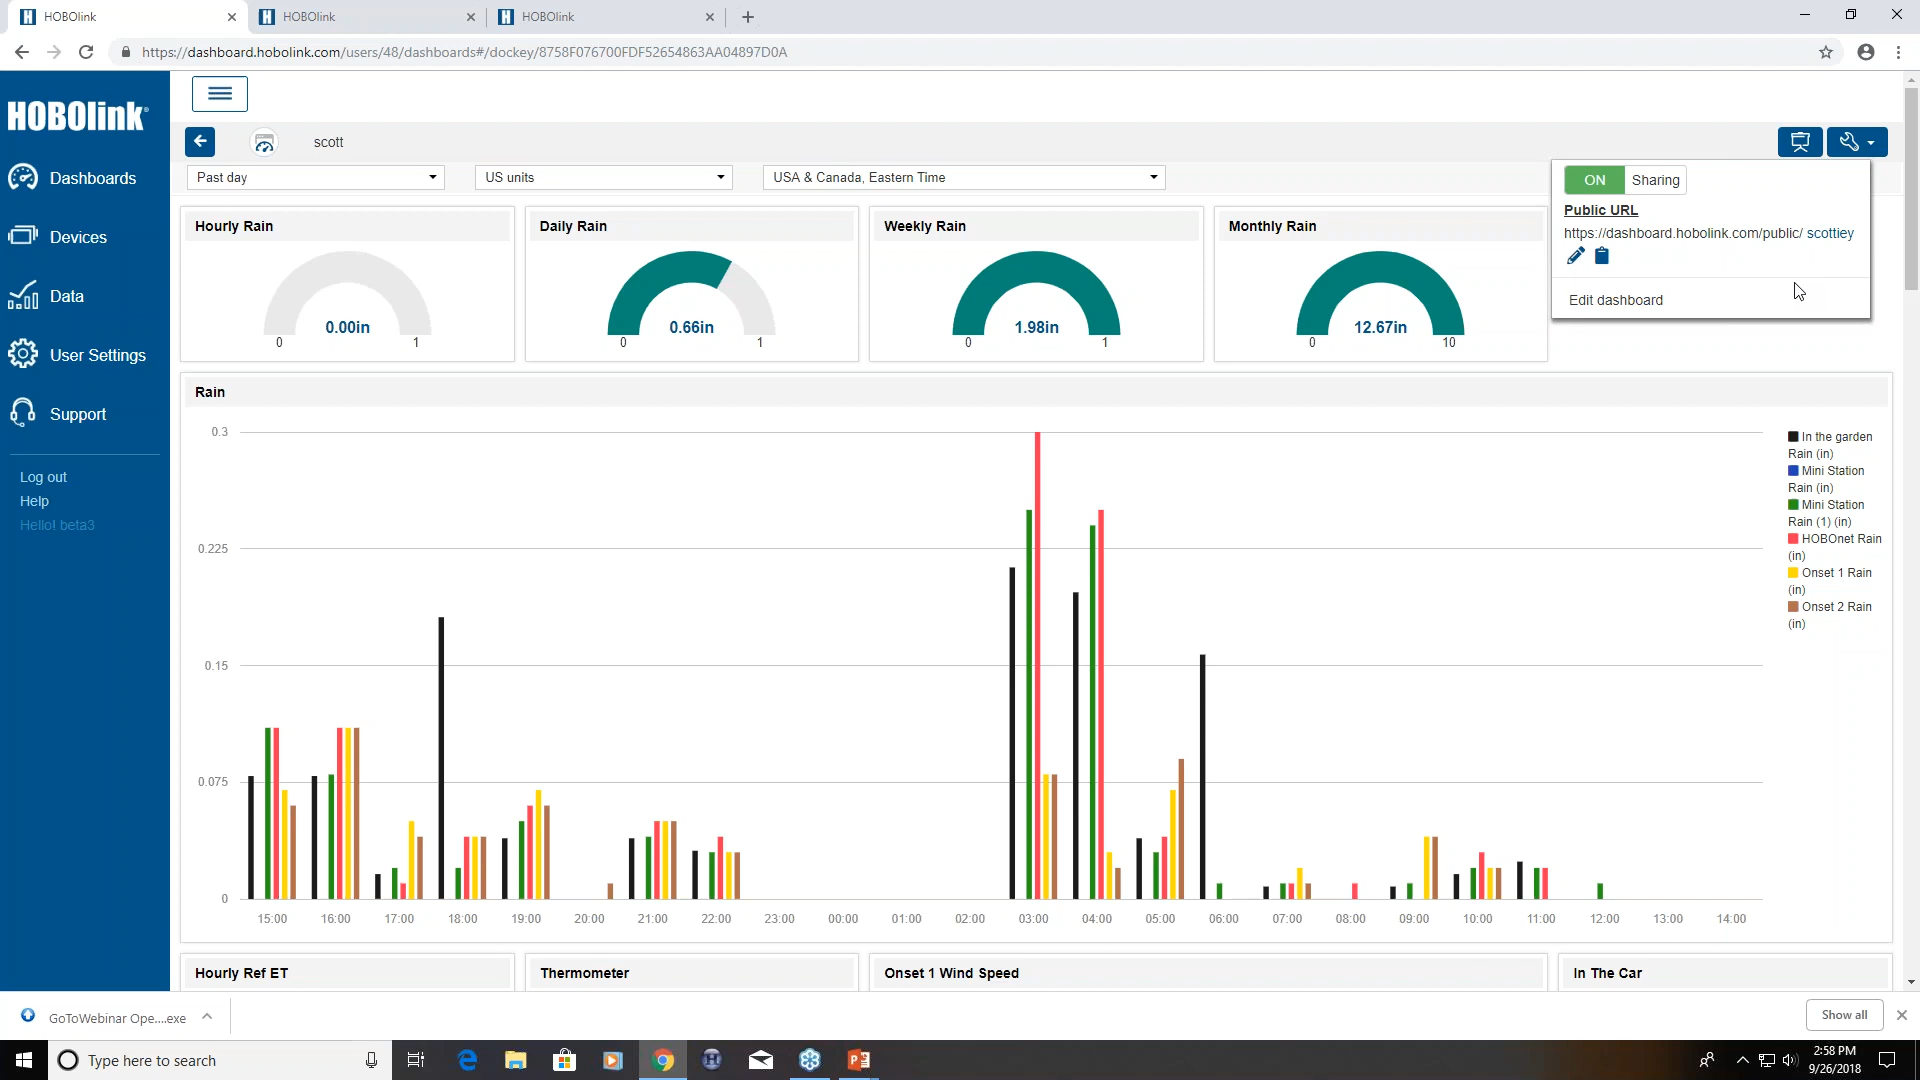 HOBOlink
HOBOlink
HOBOlink
https://dashboard.hobolink.com/users/48/dashboards#/dockey/8758F076700FDF52654863AA04897D0A
HOBOlink®
Dashboards
Devices
Data
User Settings
Support
Log out
Help
Hello! beta3
scott
Past day
US units
USA & Canada, Eastern Time
ON Sharing
Public URL
https://dashboard.hobolink.com/public/ scottiey
Edit dashboard
Hourly Rain
0.00in
0 1
Daily Rain
0.66in
0 1
Weekly Rain
1.98in
0 1
Monthly Rain
12.67in
0 10
Rain
0.3
0.225
0.15
0.075
0
15:00 16:00 17:00 18:00 19:00 20:00 21:00 22:00 23:00 00:00 01:00 02:00 03:00 04:00 05:00 06:00 07:00 08:00 09:00 10:00 11:00 12:00 13:00 14:00
In the garden
Rain (in)
Mini Station
Rain (in)
Mini Station
Rain (1) (in)
HOBOnet Rain
(in)
Onset 1 Rain
(in)
Onset 2 Rain
(in)
Hourly Ref ET
Thermometer
Onset 1 Wind Speed
In The Car
GoToWebinar Ope....exe
Show all
Type here to search
2:58 PM
9/26/2018